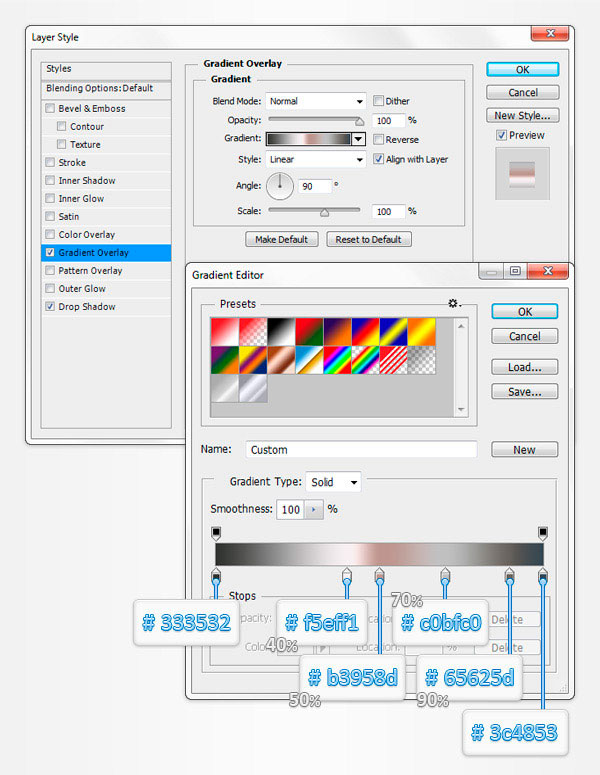 Layer Style
Styles
Blending Options:Default
Bevel & Emboss
Contour
Texture
Stroke
Inner Shadow
Inner Glow
Satin
Color Overlay
Gradient Overlay
Pattern Overlay
Outer Glow
Drop Shadow
Gradient Overlay
Gradient
Blend Mode: Normal Dither
Opacity: 100 %
Gradient: Reverse
Style: Linear Align with Layer
Angle: 90 °
Scale: 100 %
Make Default Reset to Default
OK
Cancel
New Style...
Preview
Gradient Editor
Presets
OK
Cancel
Load...
Save...
Name: Custom New
Gradient Type: Solid
Smoothness: 100 %
Stops
70%
# 333532 # f5eff1 # c0bfc0
Delete
40%
Delete
# b3958d # 65625d
50% 90%
# 3c4853